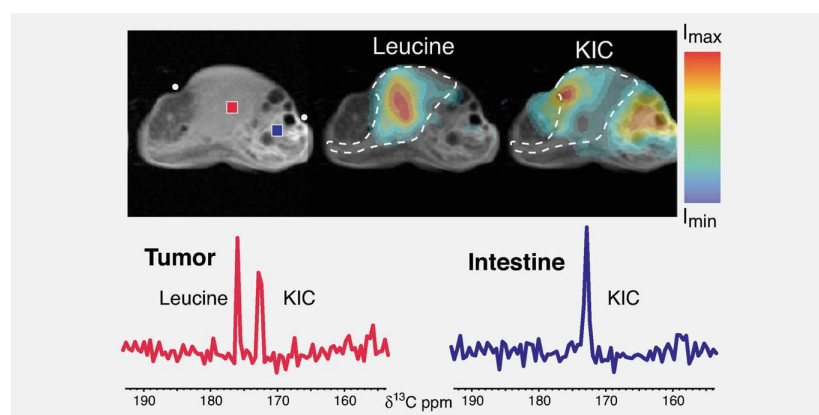 Leucine
KIC
Imax
Imin
Tumor
Leucine
KIC
Intestine
KIC
190
180
170
160
δ13C ppm
190
180
170
160